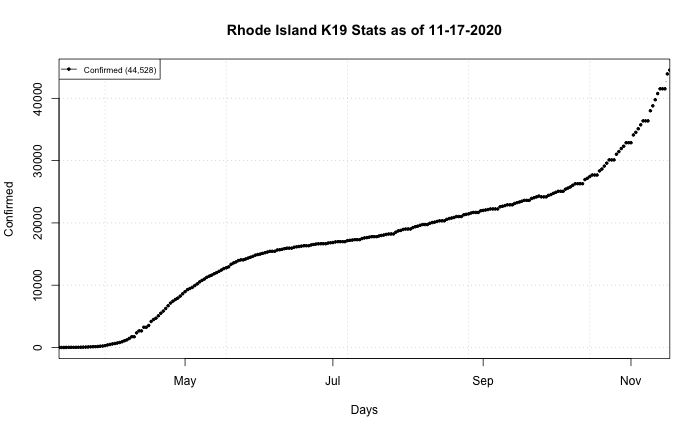 Rhode Island K19 Stats as of 11-17-2020
Confirmed (44,528)
Confirmed
40000
30000
20000
10000
0
May
Jul
Sep
Nov
Days